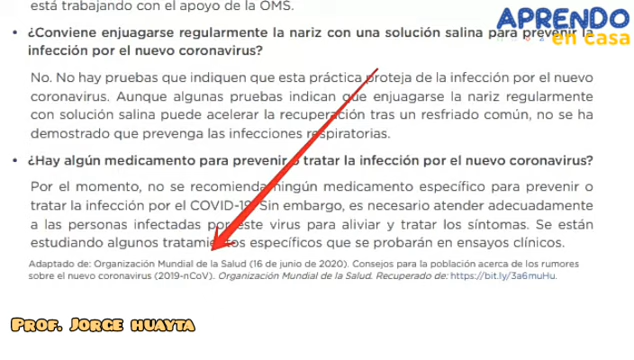 está trabajando con el apoyo de la OMS.
APRENDO
en casa
• ¿Conviene enjuagarse regularmente la nariz con una solución salina para prevenir la
infección por el nuevo coronavirus?
No. No hay pruebas que indiquen que esta práctica proteja de la infección por el nuevo
coronavirus. Aunque algunas pruebas indican que enjuagarse la nariz regularmente
con solución salina puede acelerar la recuperación tras un resfriado común, no se ha
demostrado que prevenga las infecciones respiratorias.
• ¿Hay algún medicamento para prevenir o tratar la infección por el nuevo coronavirus?
Por el momento, no se recomienda ningún medicamento específico para prevenir o
tratar la infección por el COVID-19. Sin embargo, es necesario atender adecuadamente
a las personas infectadas por este virus para aliviar y tratar los síntomas. Se están
estudiando algunos tratamientos específicos que se probarán en ensayos clínicos.
Adaptado de: Organización Mundial de la Salud (16 de junio de 2020). Consejos para la población acerca de los rumores
sobre el nuevo coronavirus (2019-nCoV). Organización Mundial de la Salud. Recuperado de: https://bit.ly/3a6muHu.
PROF. JORGE HUAYTA